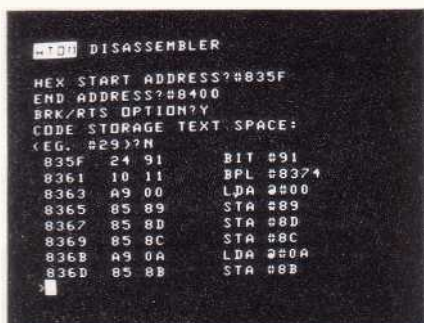 ATOM DISASSEMBLER
HEX START ADDRESS?#835F
END ADDRESS?#8400
BRK/RTS OPTION?Y
CODE STORAGE TEXT SPACE:
(EG. #29)?N
835F 24 91 BIT #91
8361 10 11 BPL #8374
8363 A9 00 LDA @#00
8365 85 89 STA #89
8367 85 8D STA #8D
8369 85 8C STA #8C
836B A9 0A LDA @#0A
836D 85 8B STA #8B
>